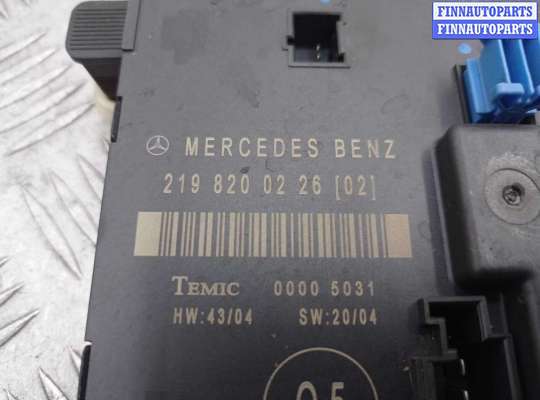 FINNAUTOPARTS
FINNAUTOPARTS
MERCEDES BENZ
219 820 02 26 [02]
TEMIC 0000 5031
HW:43/04 SW:20/04